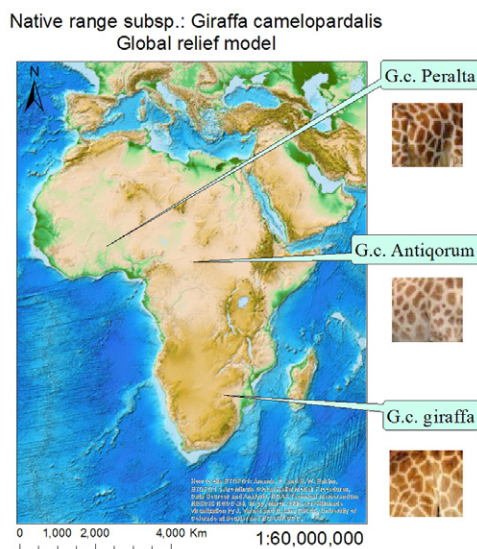 Native range subsp.: Giraffa camelopardalis
Global relief model
N
G.c. Peralta
G.c. Antiqorum
G.c. giraffa
0 1,000 2,000 4,000 Km
1:60,000,000